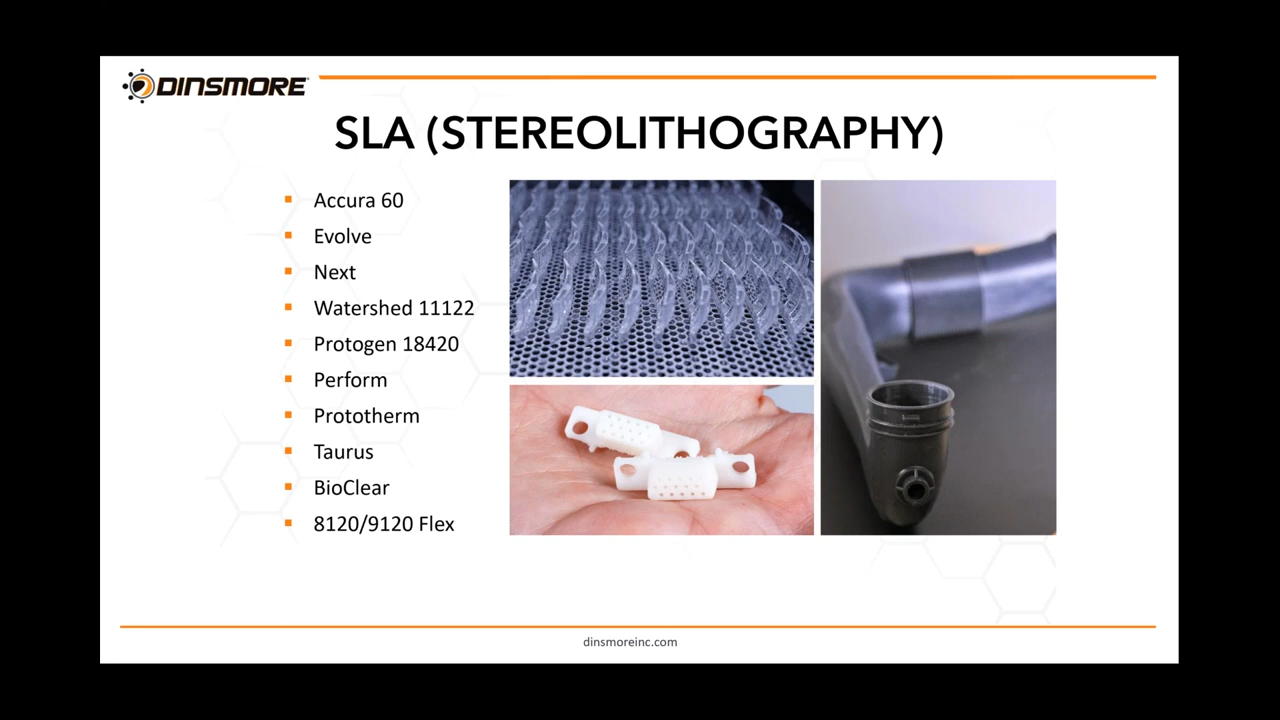 DINSMORE
SLA (STEREOLITHOGRAPHY)
Accura 60
Evolve
Next
Watershed 11122
Protogen 18420
Perform
Prototherm
Taurus
BioClear
8120/9120 Flex
dinsmoreinc.com